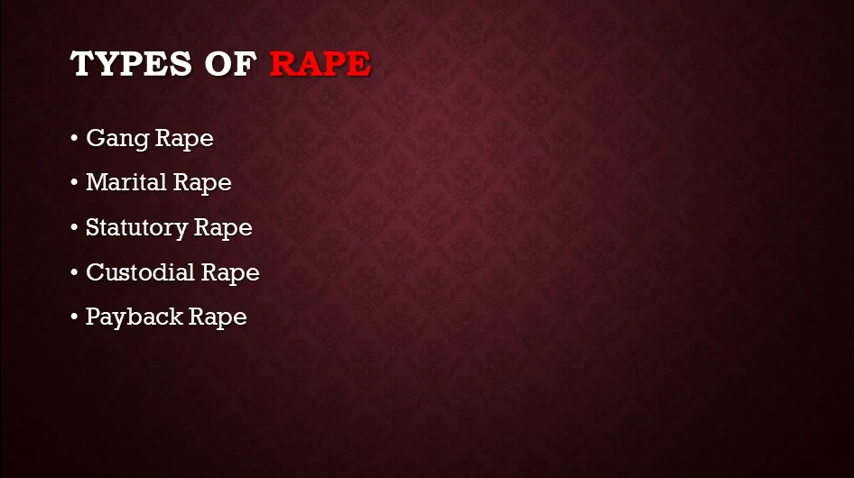 TYPES OF RAPE
• Gang Rape
• Marital Rape
• Statutory Rape
• Custodial Rape
• Payback Rape